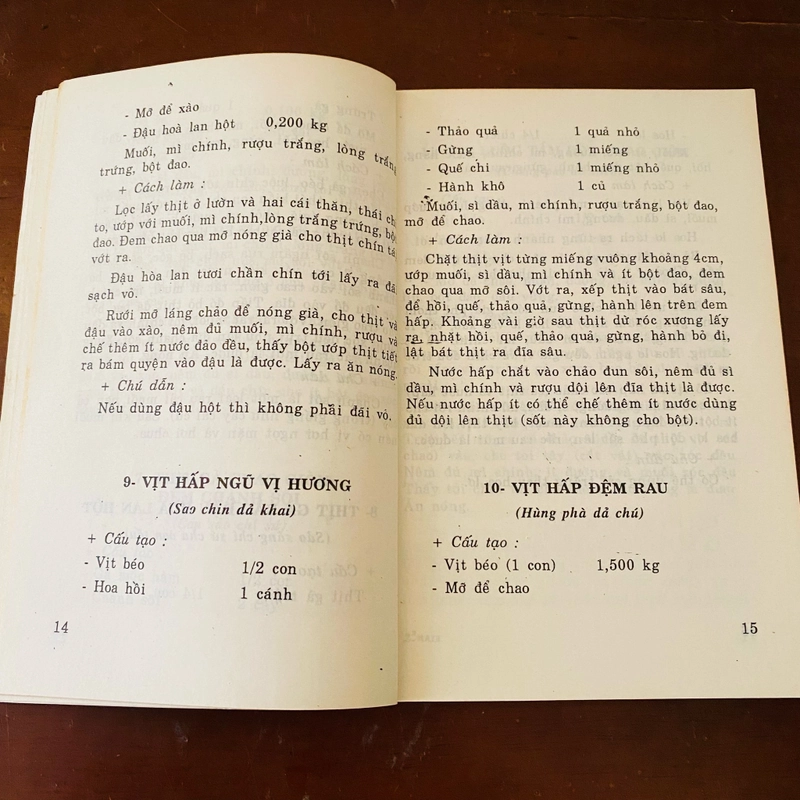 - Mỡ để xào
- Đậu hoà lan hột 0,200 kg
Muối, mì chính, rượu trắng, lòng trắng
trứng, bột đao.
+ Cách làm :
Lọc lấy thịt ở lườn và hai cái thăn, thái
to, ướp với muối, mì chính, lòng trắng trứng, bột
đao. Đem chao qua mỡ nóng già cho thịt chín tá
vớt ra.
Đậu hòa lan tươi chần chín tới lấy ra đã
sạch vỏ.
Rưới mỡ láng chảo để nóng già, cho thịt và
đậu vào xào, nêm đủ muối, mì chính, rượu và
chế thêm ít nước đảo đều, thấy bột ướp thịt tiết
ra bám quyện vào đậu là được. Lấy ra ăn nóng.
+ Chú dẫn :
Nếu dùng đậu hột thì không phải đãi vỏ.
9- VỊT HẤP NGŨ VỊ HƯƠNG
(Sao chin dả khai)
+ Cấu tạo :
- Vịt béo 1/2 con
- Hoa hồi 1 cánh
14
- Thảo quả 1 quả nhỏ
- Gừng 1 miếng
- Quế chi 1 miếng nhỏ
- Hành khô 1 củ
Muối, sì dầu, mì chính, rượu trắng, bột đao,
mỡ để chao.
+ Cách làm :
Chặt thịt vịt từng miếng vuông khoảng 4cm,
ướp muối, sì dầu, mì chính và ít bột đao, đem
chao qua mỡ sôi. Vớt ra, xếp thịt vào bát sâu,
để hồi, quế, thảo quả, gừng, hành lên trên đem
hấp. Khoảng vài giờ sau thịt dừ róc xương lấy
ra, nhặt hồi, quế, thảo quả, gừng, hành bỏ đi,
lật bát thịt ra đĩa sâu.
Nước hấp chắt vào chảo đun sôi, nêm đủ sì
dầu, mì chính và rượu dội lên đĩa thịt là được.
Nếu nước hấp ít có thể chế thêm ít nước dùng
đủ dội lên thịt (sốt này không cho bột).
10- VỊT HẤP ĐỆM RAU
(Hùng phà dả chú)
+ Cấu tạo :
- Vịt béo (1 con) 1,500 kg
- Mỡ để chao
15